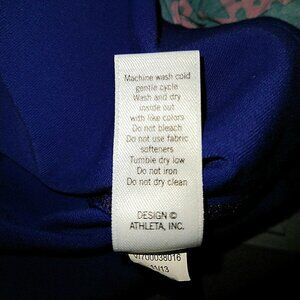 Machine wash cold
gentle cycle
Wash and dry
inside out
with like colors
Do not bleach
Do not use fabric
softeners
Tumble dry low
Do not iron
Do not dry clean
DESIGN ©
ATHLETA, INC.